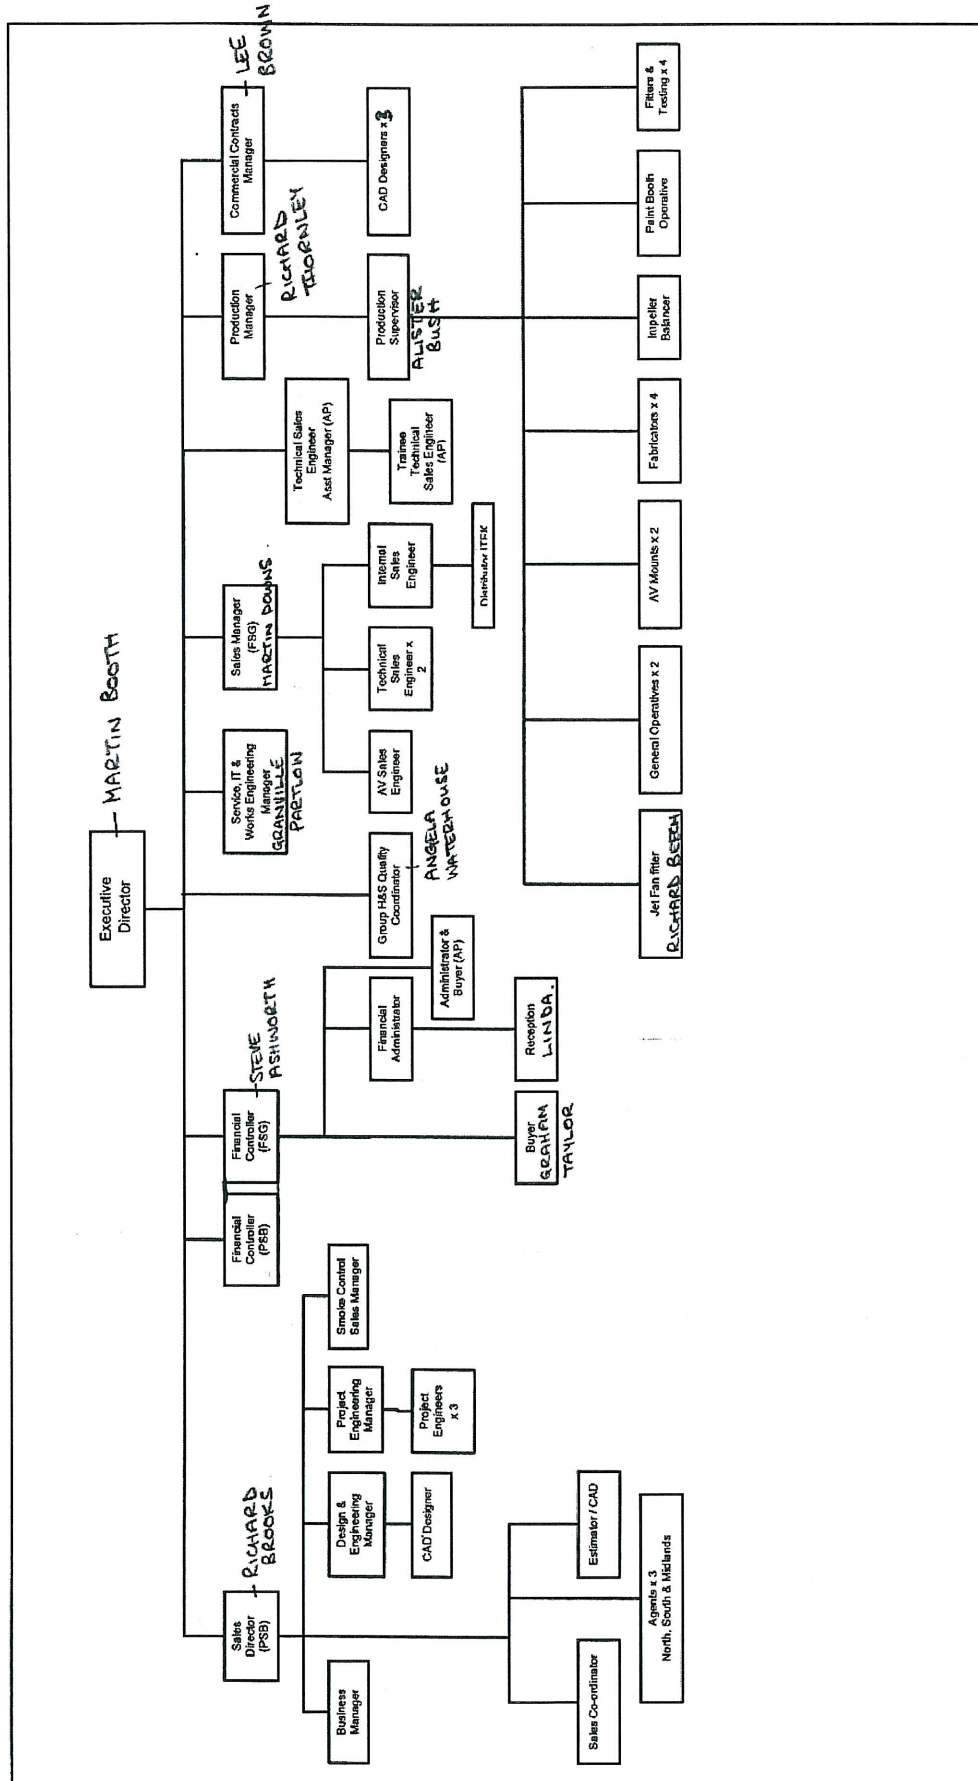 Executive
Director
MARTIN BOOTH
Sales
Director
(PSB)
RICHARD
BROOKS
Financial
Controller
(PSB)
Financial
Controller
(FSG)
STEVE
ASHWORTH
Service, IT &
Works Engineering
Manager
GRANVILLE
PARTLOW
Sales Manager
(FSG)
MARTIN DOWNS.
Production
Manager
RICHARD
THORNLEY
Commercial Contracts
Manager
LEE
BROWN
Technical Sales
Engineer
Asst Manager (AP)
Business
Manager
Design &
Engineering
Manager
Project
Engineering
Manager
Smoke Control
Sales Manager
Financial
Administrator
Administrator &
Buyer (AP)
Group H&S Quality
Coordinator
ANGELA
WATERHOUSE
AV Sales
Engineer
Technical
Sales
Engineer x
2
Internal
Sales
Engineer
Trainee
Technical
Sales Engineer
(AP)
Production
Supervisor
ALISTER
BUSH
CAD Designers x 3
CAD Designer
Project
Engineers
x 3
Distributor ITEK
Buyer
GRAHAM
TAYLOR
Reception
LINDA.
Sales Co-ordinator
Estimator / CAD
Agents x 3
North, South & Midlands
Jet Fan fitter
RICHARD BEECH
General Operatives x 2
AV Mounts x 2
Fabricators x 4
Impeller
Balancer
Paint Booth
Operative
Fitters &
Testing x 4